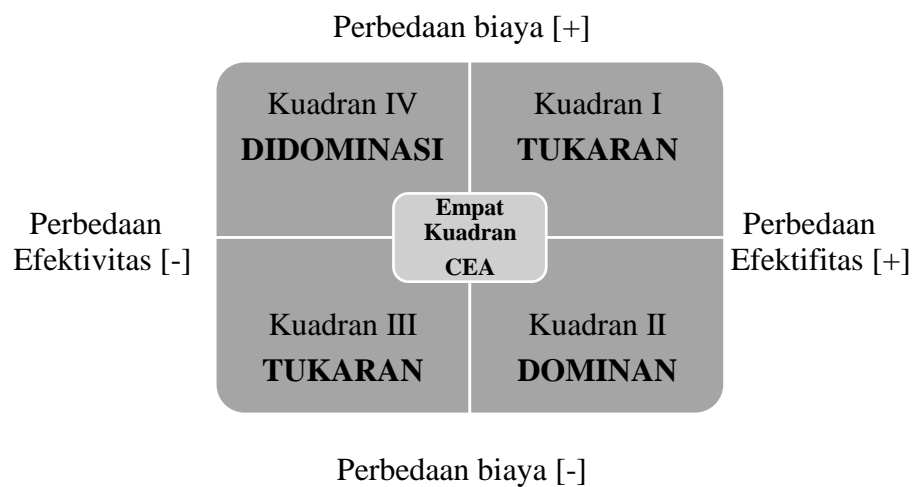 Perbedaan biaya [+]
Kuadran IV
DIDOMINASI
Kuadran I
TUKARAN
Perbedaan
Efektivitas [-]
Empat
Kuadran
CEA
Perbedaan
Efektifitas [+]
Kuadran III
TUKARAN
Kuadran II
DOMINAN
Perbedaan biaya [-]